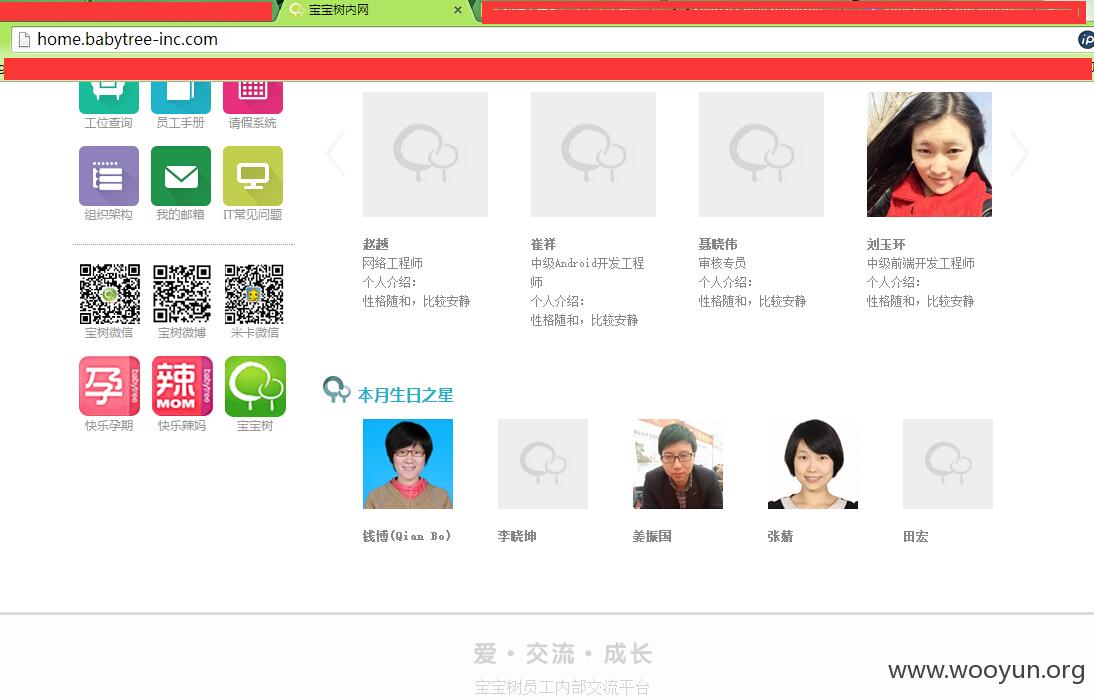 宝宝树内网
home.babytree-inc.com
工位查询 员工手册 请假系统
组织架构 我的邮箱 IT常见问题
宝树微信 宝树微博 米卡微信
孕 babytree 辣 MOM babytree
快乐孕期 快乐辣妈 宝宝树
赵越
网络工程师
个人介绍：
性格随和，比较安静
崔祥
中级Android开发工程
师
个人介绍：
性格随和，比较安静
聂晓伟
审核专员
个人介绍：
性格随和，比较安静
刘玉环
中级前端开发工程师
个人介绍：
性格随和，比较安静
本月生日之星
钱博(Qian Bo) 李晓坤 姜振国 张菊 田宏
爱·交流·成长
宝宝树员工内部交流平台
www.wooyun.org